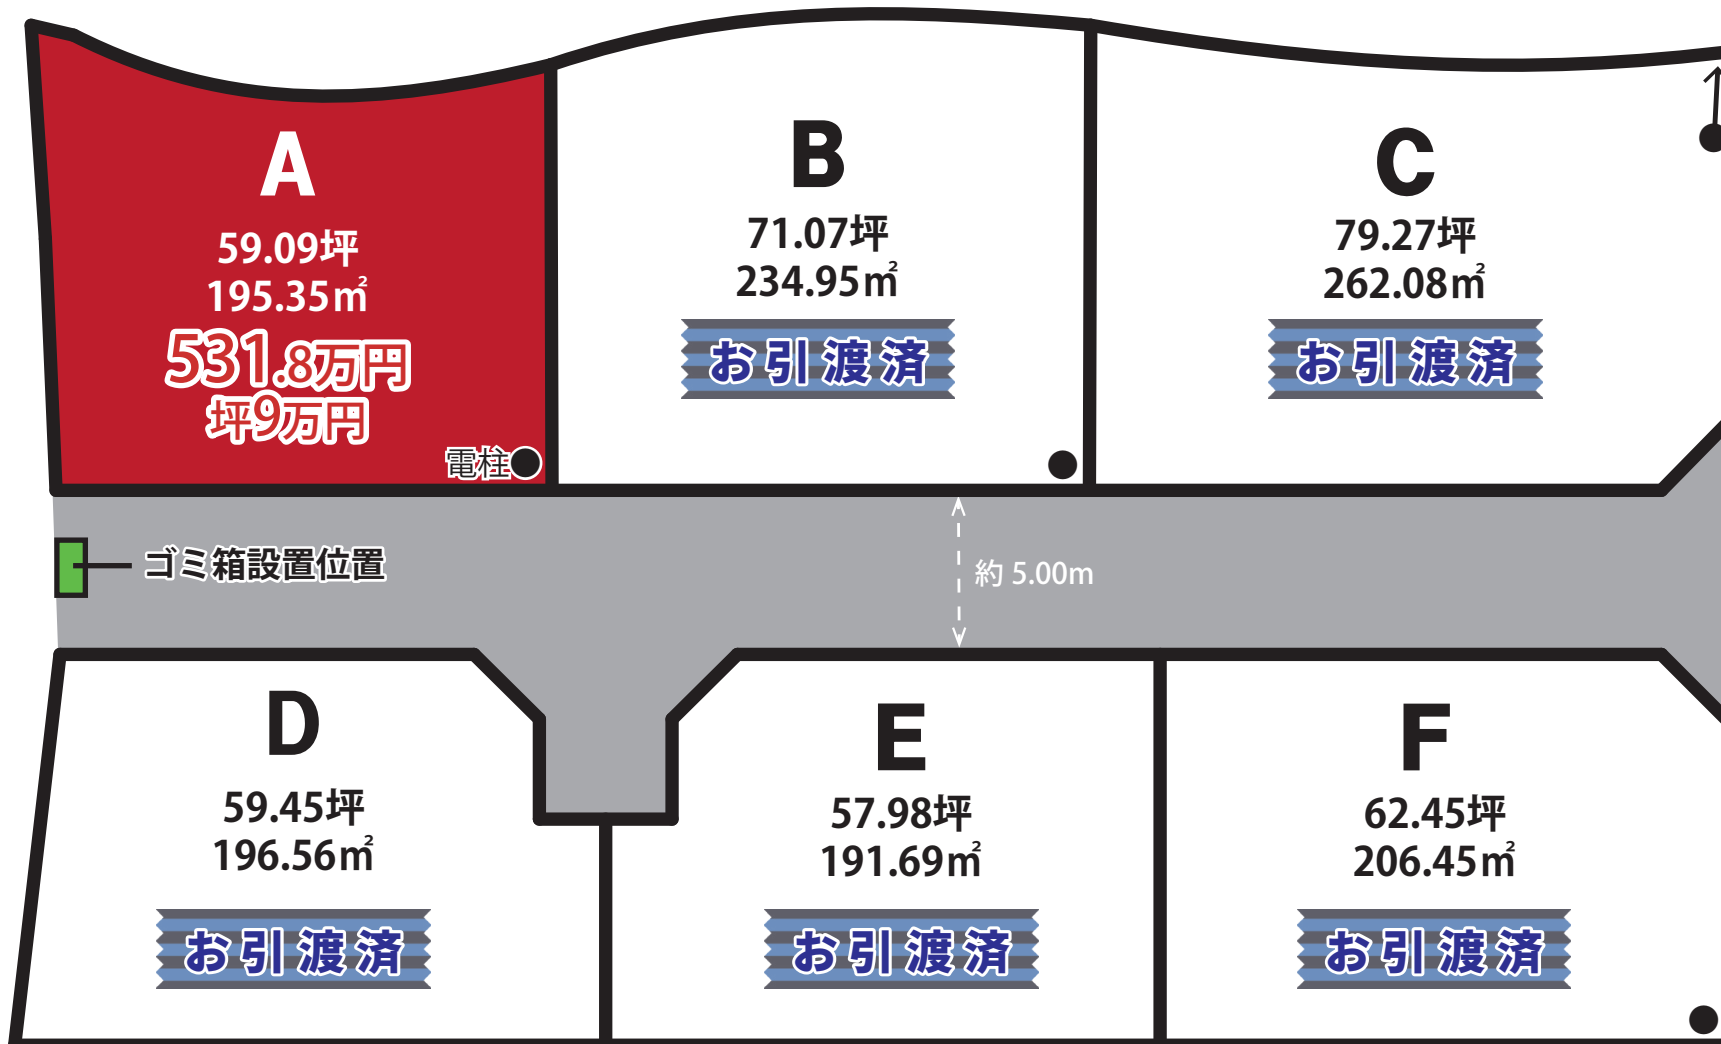 A
59.09坪
195.35㎡
531.8万円
坪9万円
電柱
B
71.07坪
234.95㎡
お引渡済
C
79.27坪
262.08㎡
お引渡済
ゴミ箱設置位置
約 5.00m
D
59.45坪
196.56㎡
お引渡済
E
57.98坪
191.69㎡
お引渡済
F
62.45坪
206.45㎡
お引渡済